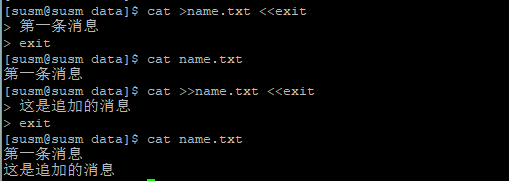 [susm@susm data]$ cat >name.txt <<exit
> 第一条消息
> exit
[susm@susm data]$ cat name.txt
第一条消息
[susm@susm data]$ cat >>name.txt <<exit
> 这是追加的消息
> exit
[susm@susm data]$ cat name.txt
第一条消息
这是追加的消息